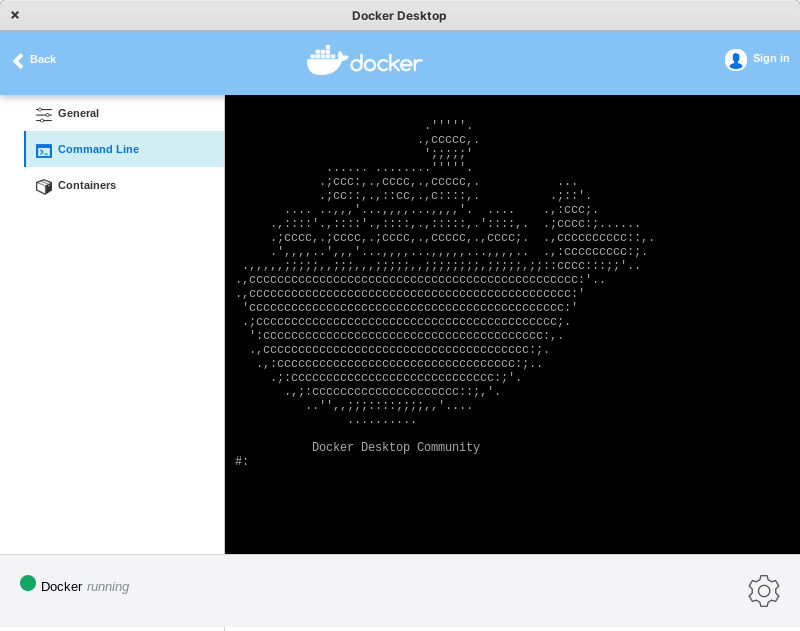 Docker Desktop
Back
docker
Sign in
General
Command Line
Containers
Docker Desktop Community
#:
Docker running